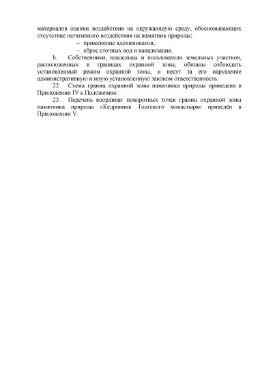 материалов оценки воздействия на окружающую среду, обосновывающих
отсутствие негативного воздействия на памятник природы;
– применение ядохимикатов;
– сброс сточных вод и канализации.
b. Собственники, владельцы и пользователи земельных участков,
расположенных в границах охранной зоны, обязаны соблюдать
установленный режим охранной зоны, и несут за его нарушение
административную и иную установленную законом ответственность.
22. Схема границ охранной зоны памятника природы приведена в
Приложении IV к Положению.
23. Перечень координат поворотных точек границ охранной зоны
памятника природы «Кедровник Толгского монастыря» приведён в
Приложении V.